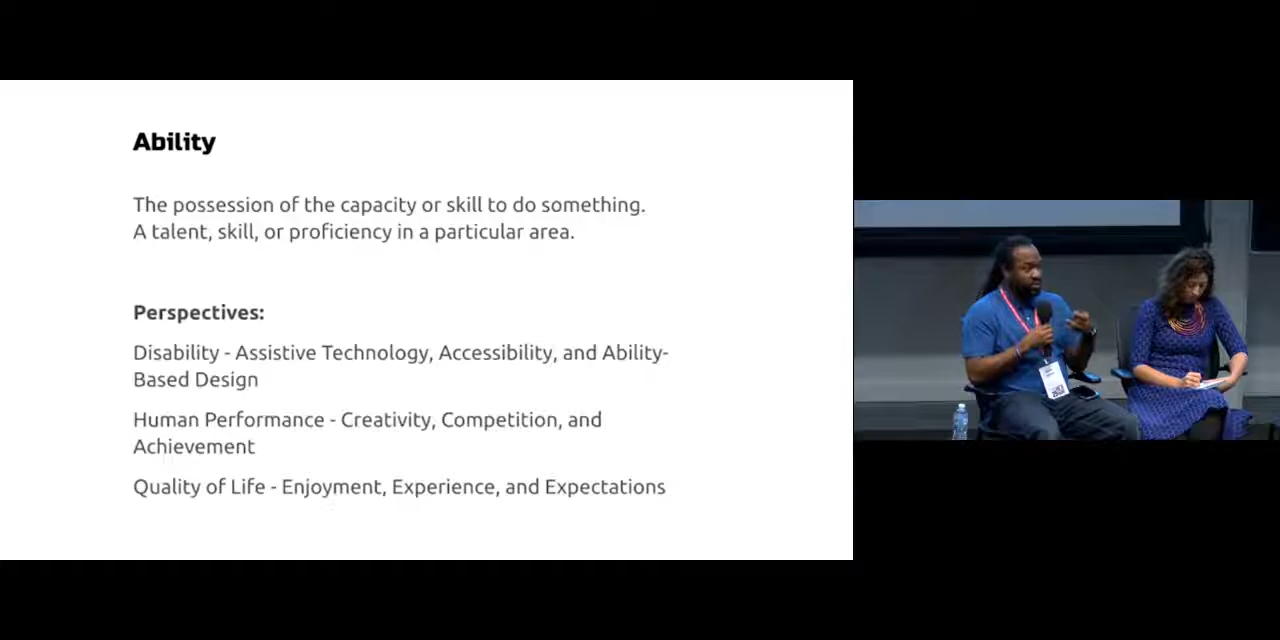 Ability
The possession of the capacity or skill to do something.
A talent, skill, or proficiency in a particular area.
Perspectives:
Disability - Assistive Technology, Accessibility, and Ability-
Based Design
Human Performance - Creativity, Competition, and
Achievement
Quality of Life - Enjoyment, Experience, and Expectations